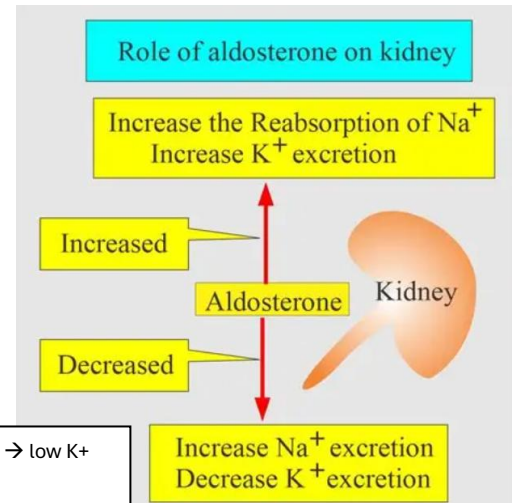 Role of aldosterone on kidney
Increase the Reabsorption of Na+
Increase K+ excretion
Increased
Aldosterone
Kidney
Decreased
→ low K+
Increase Na+ excretion
Decrease K+ excretion